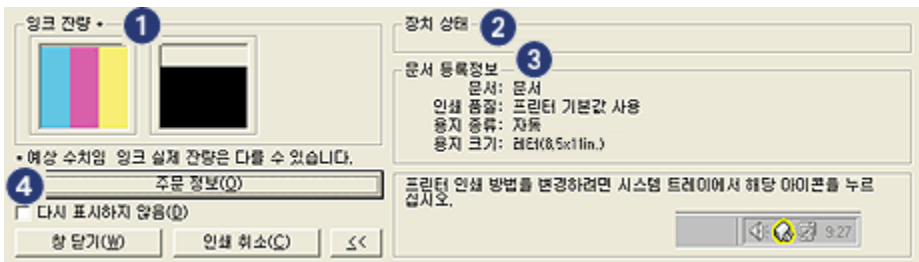 잉크 잔량 *
1
예상 수치임  잉크 실제 잔량은 다를 수 있습니다.
4
주문 정보(O)
다시 표시하지 않음(D)
창 닫기(W)
인쇄 취소(C)
<<
장치 상태
2
문서 등록정보
3
문서: 문서
인쇄 품질: 프린터 기본값 사용
용지 종류: 자동
용지 크기: 레터(8,5x11in.)
프린터 인쇄 방법을 변경하려면 시스템 트레이에서 해당 아이콘을 누르
십시오.
9:27